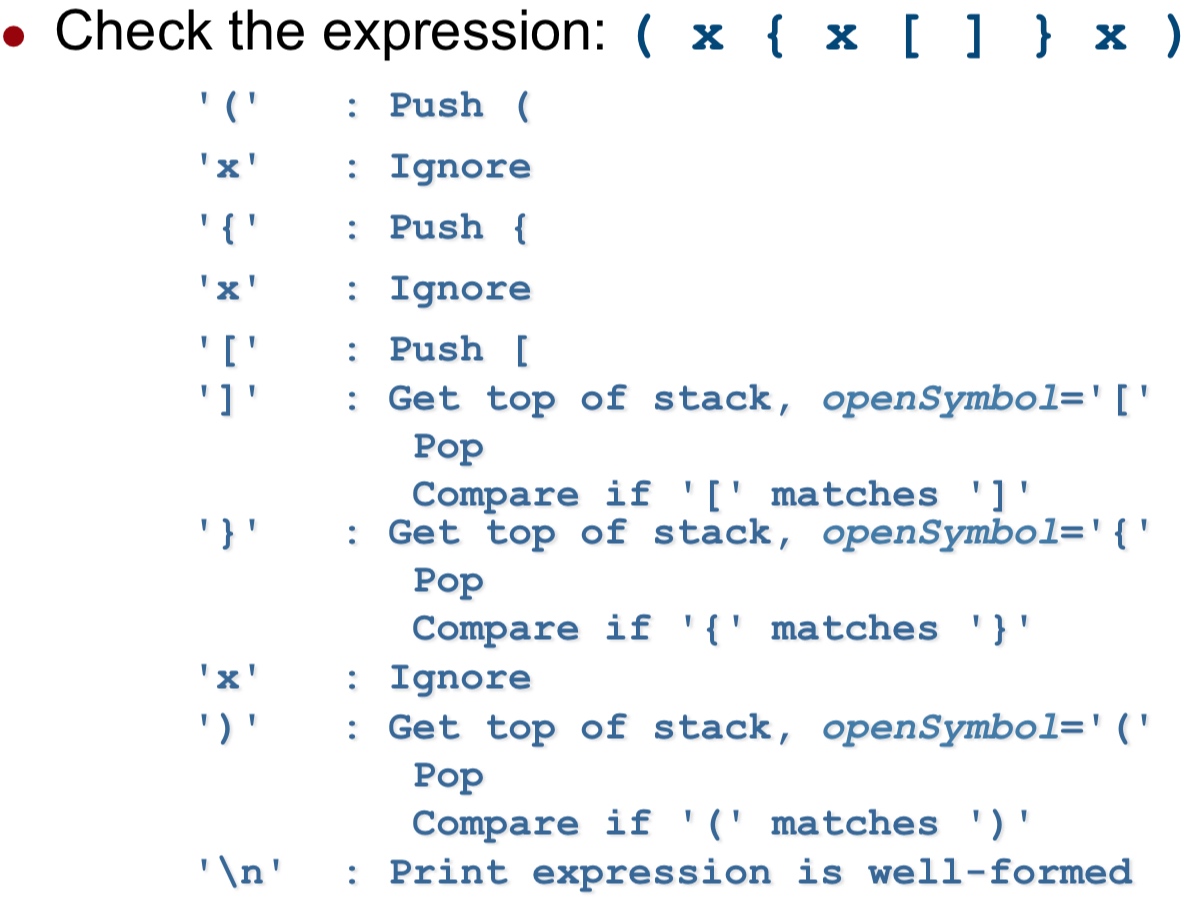 • Check the expression: ( x { x [ ] } x )
'(' : Push (
'x' : Ignore
'{' : Push {
'x' : Ignore
'[' : Push [
']' : Get top of stack, openSymbol='['
Pop
Compare if '[' matches ']'
'}' : Get top of stack, openSymbol='{'
Pop
Compare if '{' matches '}'
'x' : Ignore
')' : Get top of stack, openSymbol='('
Pop
Compare if '(' matches ')'
'\n' : Print expression is well-formed